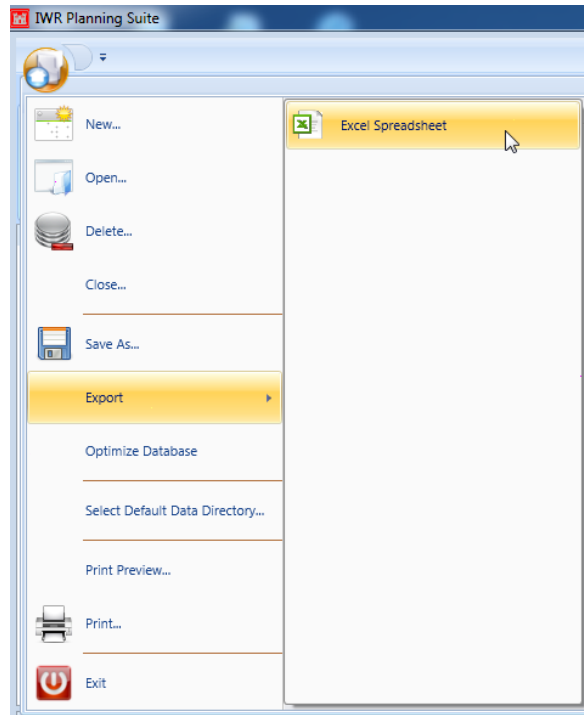 IWR Planning Suite
New...
Excel Spreadsheet
Open...
Delete...
Close...
Save As...
Export
Optimize Database
Select Default Data Directory...
Print Preview...
Print...
Exit